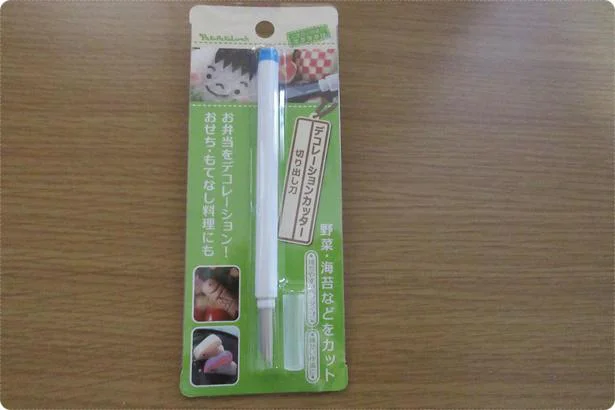 PakuPakuLunch
デコレーションカッター
切り出し刀
お弁当をデコレーション!
おせち・もてなし料理にも
野菜・海苔などをカット